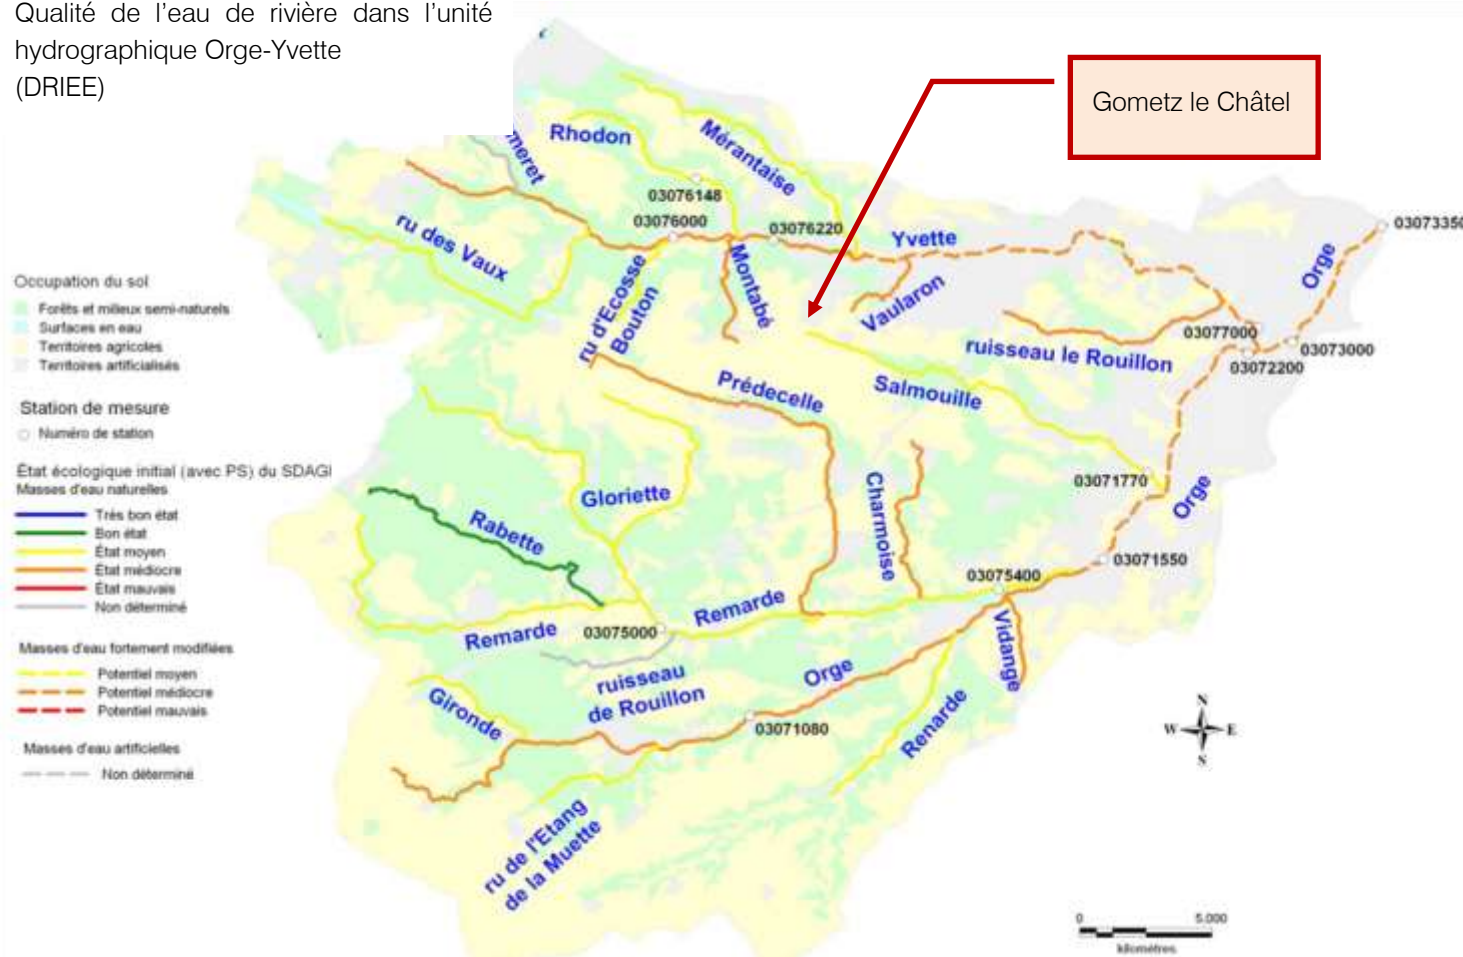 Qualité de l'eau de rivière dans l'unité
hydrographique Orge-Yvette
(DRIEE)
Gometz le Châtel
meret
Rhodon
Mérantaise
03076148
03076000
03076220
Yvette
03073350
Orge
ru des Vaux
ru d'Ecosse
Bouton
Montabé
Vaularon
ruisseau le Rouillon
03077000
03073000
03072200
Occupation du sol
Forêts et milieux semi-naturels
Surfaces en eau
Territoires agricoles
Territoires artificialisés
Station de mesure
Numéro de station
État écologique initial (avec PS) du SDAGI
Masses d'eau naturelles
Très bon état
Bon état
État moyen
État médiocre
État mauvais
Non déterminé
Masses d'eau fortement modifiées
Potentiel moyen
Potentiel médiocre
Potentiel mauvais
Masses d'eau artificielles
Non déterminé
Prédecelle
Salmouille
Gloriette
Rabette
Charmoise
03071770
Orge
03071550
03075400
Remarde
03075000
Remarde
Vidange
ruisseau
de Rouillon
Orge
Gironde
03071080
Renarde
ru de l'Etang
de la Muette
N
W
E
S
0
5.000
kilomètres